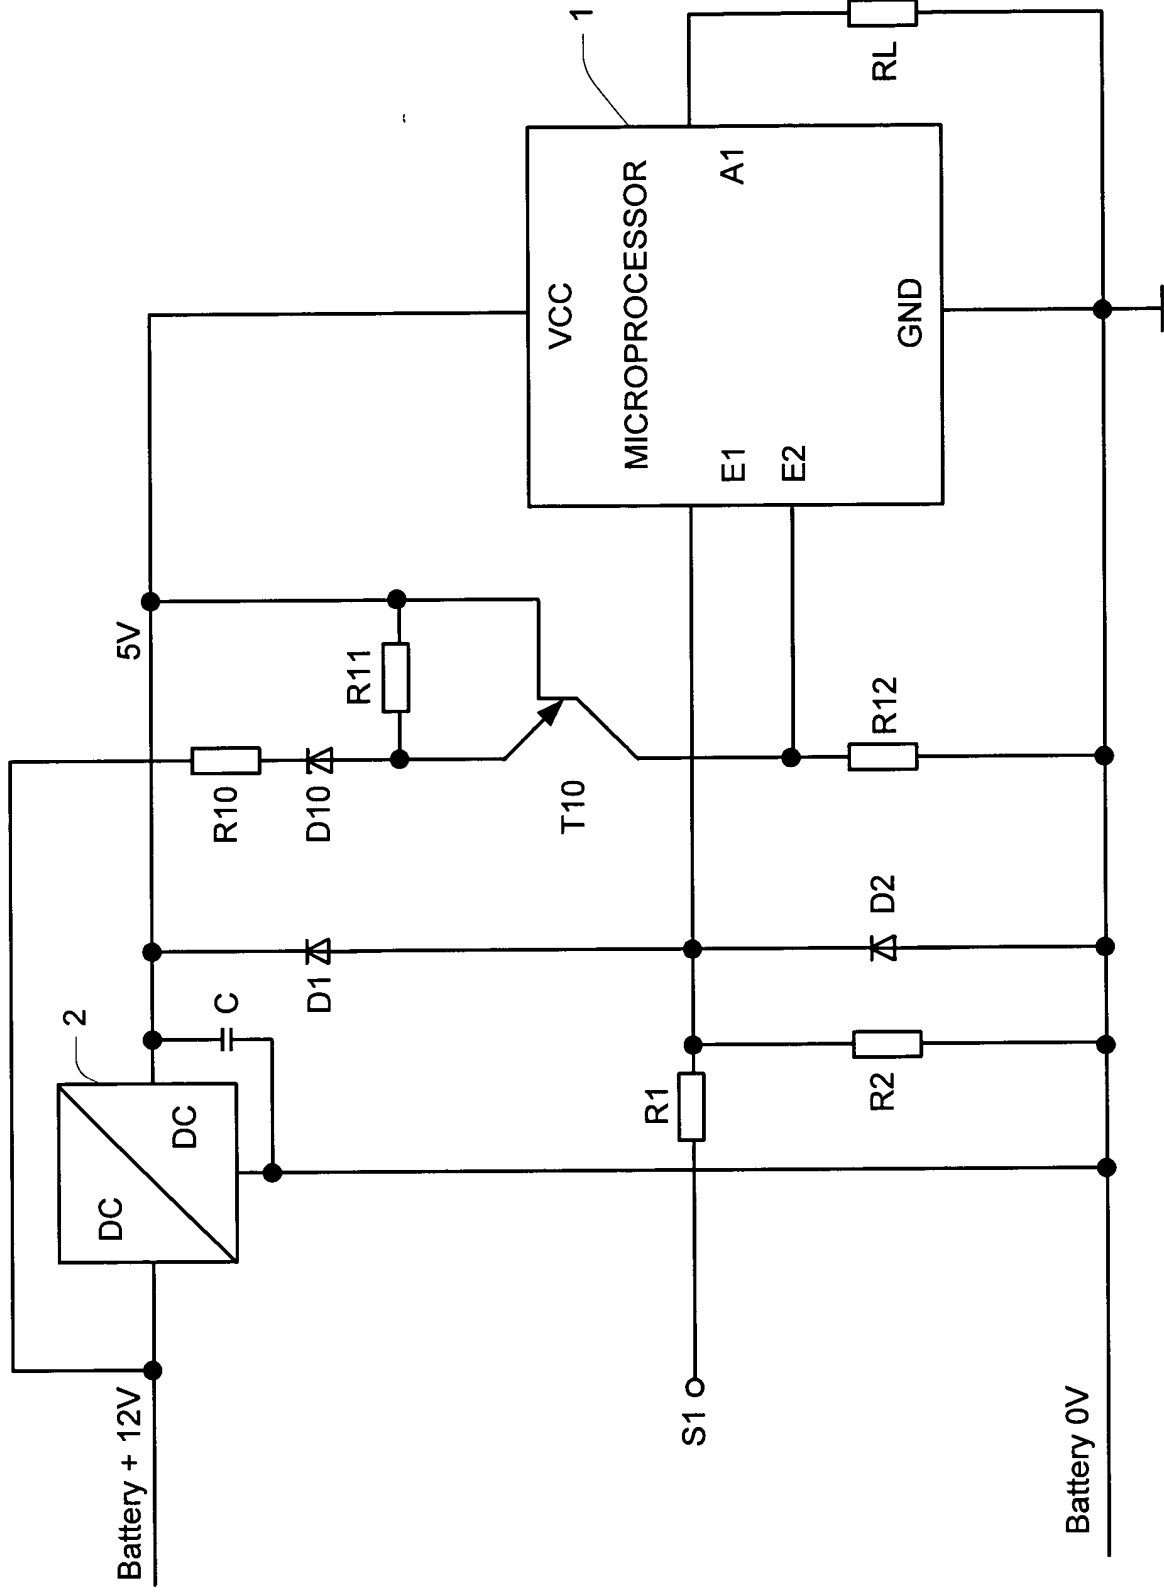 Battery + 12V
DC
DC
2
C
5V
R10
D10
R11
D1
T10
VCC
MICROPROCESSOR
1
E1
E2
A1
GND
RL
S1
R1
R2
D2
R12
Battery 0V